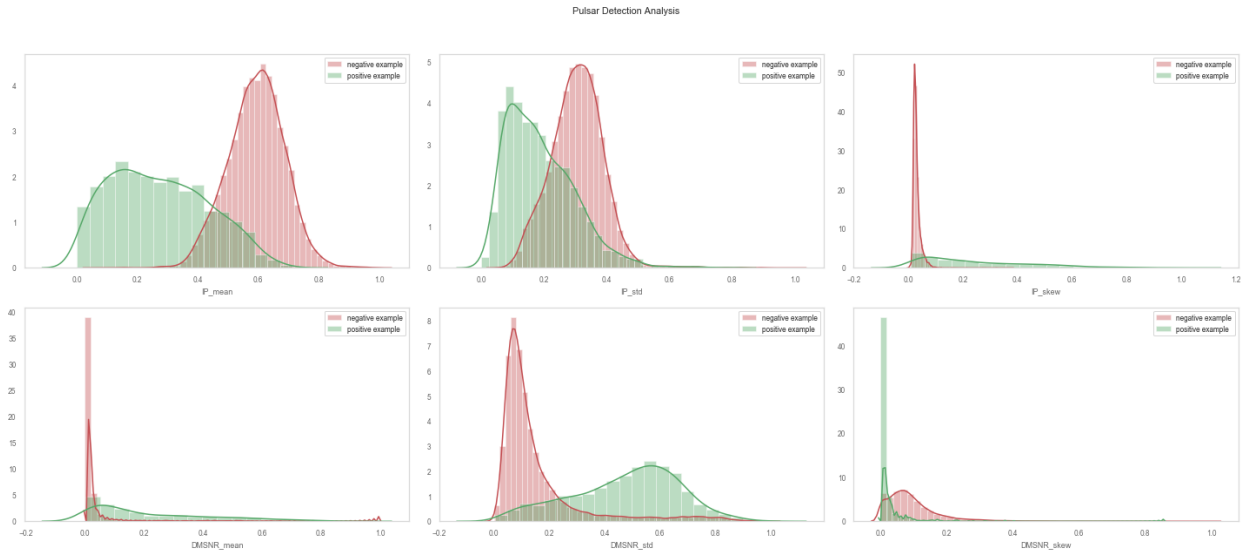 Pulsar Detection Analysis
negative example
positive example
4
3
2
1
0
0.0 0.2 0.4 0.6 0.8 1.0
IP_mean
negative example
positive example
5
4
3
2
1
0
0.0 0.2 0.4 0.6 0.8 1.0
IP_std
negative example
positive example
50
40
30
20
10
0
-0.2 0.0 0.2 0.4 0.6 0.8 1.0 1.2
IP_skew
negative example
positive example
40
35
30
25
20
15
10
5
0
-0.2 0.0 0.2 0.4 0.6 0.8 1.0
DMSNR_mean
negative example
positive example
8
7
6
5
4
3
2
1
0
0.0 0.2 0.4 0.6 0.8 1.0
DMSNR_std
negative example
positive example
40
30
20
10
0
0.0 0.2 0.4 0.6 0.8 1.0
DMSNR_skew